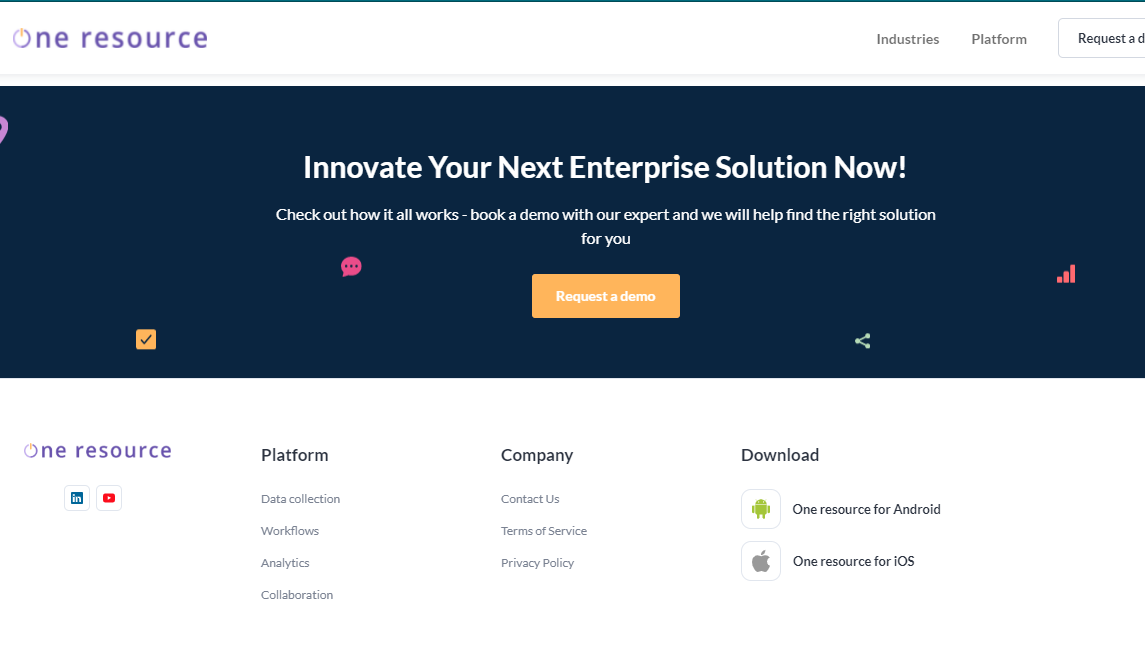 One resource
Industries
Platform
Request a d
Innovate Your Next Enterprise Solution Now!
Check out how it all works - book a demo with our expert and we will help find the right solution
for you
Request a demo
One resource
Platform
Data collection
Workflows
Analytics
Collaboration
Company
Contact Us
Terms of Service
Privacy Policy
Download
One resource for Android
One resource for iOS